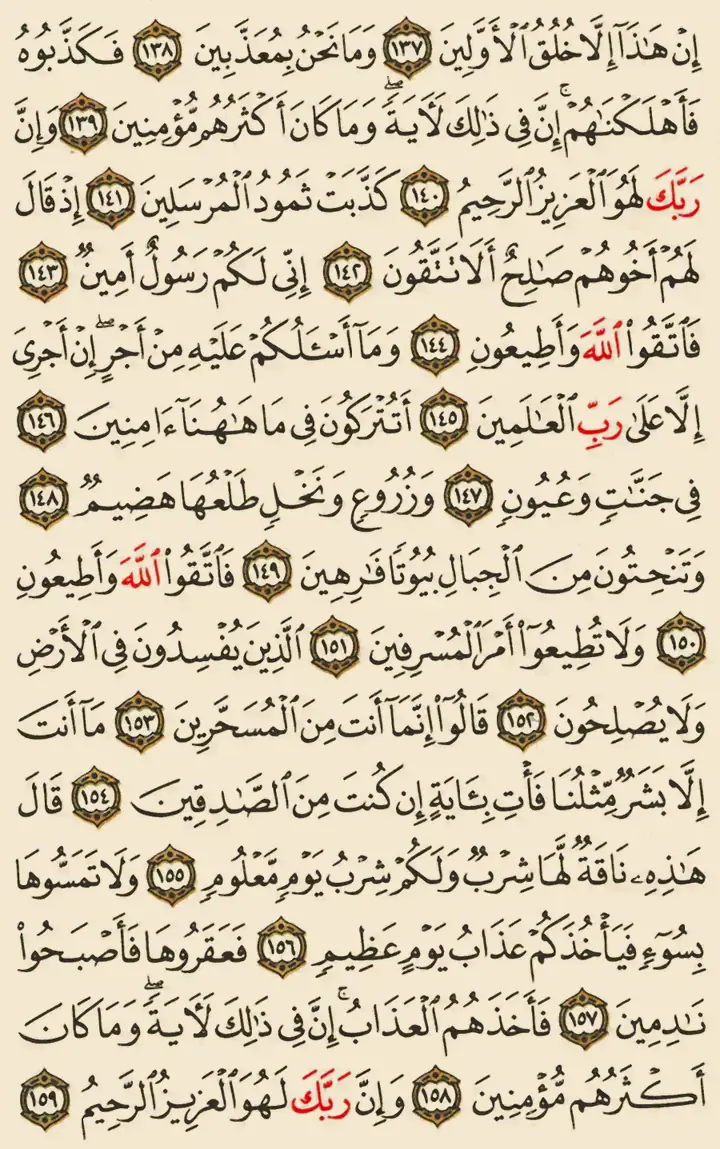 إِنْ هَٰذَآ إِلَّا خُلُقُ ٱلْأَوَّلِينَ ١٣٧ وَمَا نَحْنُ بِمُعَذَّبِينَ ١٣٨ فَكَذَّبُوهُ
فَأَهْلَكْنَٰهُمْ ۚ إِنَّ فِى ذَٰلِكَ لَءَايَةً ۖ وَمَا كَانَ أَكْثَرُهُم مُّؤْمِنِينَ ١٣٩ وَإِنَّ
رَبَّكَ لَهُوَ ٱلْعَزِيزُ ٱلرَّحِيمُ ١٤٠ كَذَّبَتْ ثَمُودُ ٱلْمُرْسَلِينَ ١٤١ إِذْ قَالَ
لَهُمْ أَخُوهُمْ صَٰلِحٌ أَلَا تَتَّقُونَ ١٤٢ إِنِّى لَكُمْ رَسُولٌ أَمِينٌ ١٤٣
فَٱتَّقُوا۟ ٱللَّهَ وَأَطِيعُونِ ١٤٤ وَمَآ أَسْـَٔلُكُمْ عَلَيْهِ مِنْ أَجْرٍ ۖ إِنْ أَجْرِىَ
إِلَّا عَلَىٰ رَبِّ ٱلْعَٰلَمِينَ ١٤٥ أَتُتْرَكُونَ فِى مَا هَٰهُنَآ ءَامِنِينَ ١٤٦
فِى جَنَّٰتٍ وَعُيُونٍ ١٤٧ وَزُرُوعٍ وَنَخْلٍ طَلْعُهَا هَضِيمٌ ١٤٨
وَتَنْحِتُونَ مِنَ ٱلْجِبَالِ بُيُوتًا فَٰرِهِينَ ١٤٩ فَٱتَّقُوا۟ ٱللَّهَ وَأَطِيعُونِ
١٥٠ وَلَا تُطِيعُوٓا۟ أَمْرَ ٱلْمُسْرِفِينَ ١٥١ ٱلَّذِينَ يُفْسِدُونَ فِى ٱلْأَرْضِ
وَلَا يُصْلِحُونَ ١٥٢ قَالُوٓا۟ إِنَّمَآ أَنتَ مِنَ ٱلْمُسَحَّرِينَ ١٥٣ مَآ أَنتَ
إِلَّا بَشَرٌ مِّثْلُنَا فَأْتِ بِـَٔايَةٍ إِن كُنتَ مِنَ ٱلصَّٰدِقِينَ ١٥٤ قَالَ
هَٰذِهِۦ نَاقَةٌ لَّهَا شِرْبٌ وَلَكُمْ شِرْبُ يَوْمٍ مَّعْلُومٍ ١٥٥ وَلَا تَمَسُّوهَا
بِسُوٓءٍ فَيَأْخُذَكُمْ عَذَابُ يَوْمٍ عَظِيمٍ ١٥٦ فَعَقَرُوهَا فَأَصْبَحُوا۟
نَٰدِمِينَ ١٥٧ فَأَخَذَهُمُ ٱلْعَذَابُ ۗ إِنَّ فِى ذَٰلِكَ لَءَايَةً ۖ وَمَا كَانَ
أَكْثَرُهُم مُّؤْمِنِينَ ١٥٨ وَإِنَّ رَبَّكَ لَهُوَ ٱلْعَزِيزُ ٱلرَّحِيمُ ١٥٩